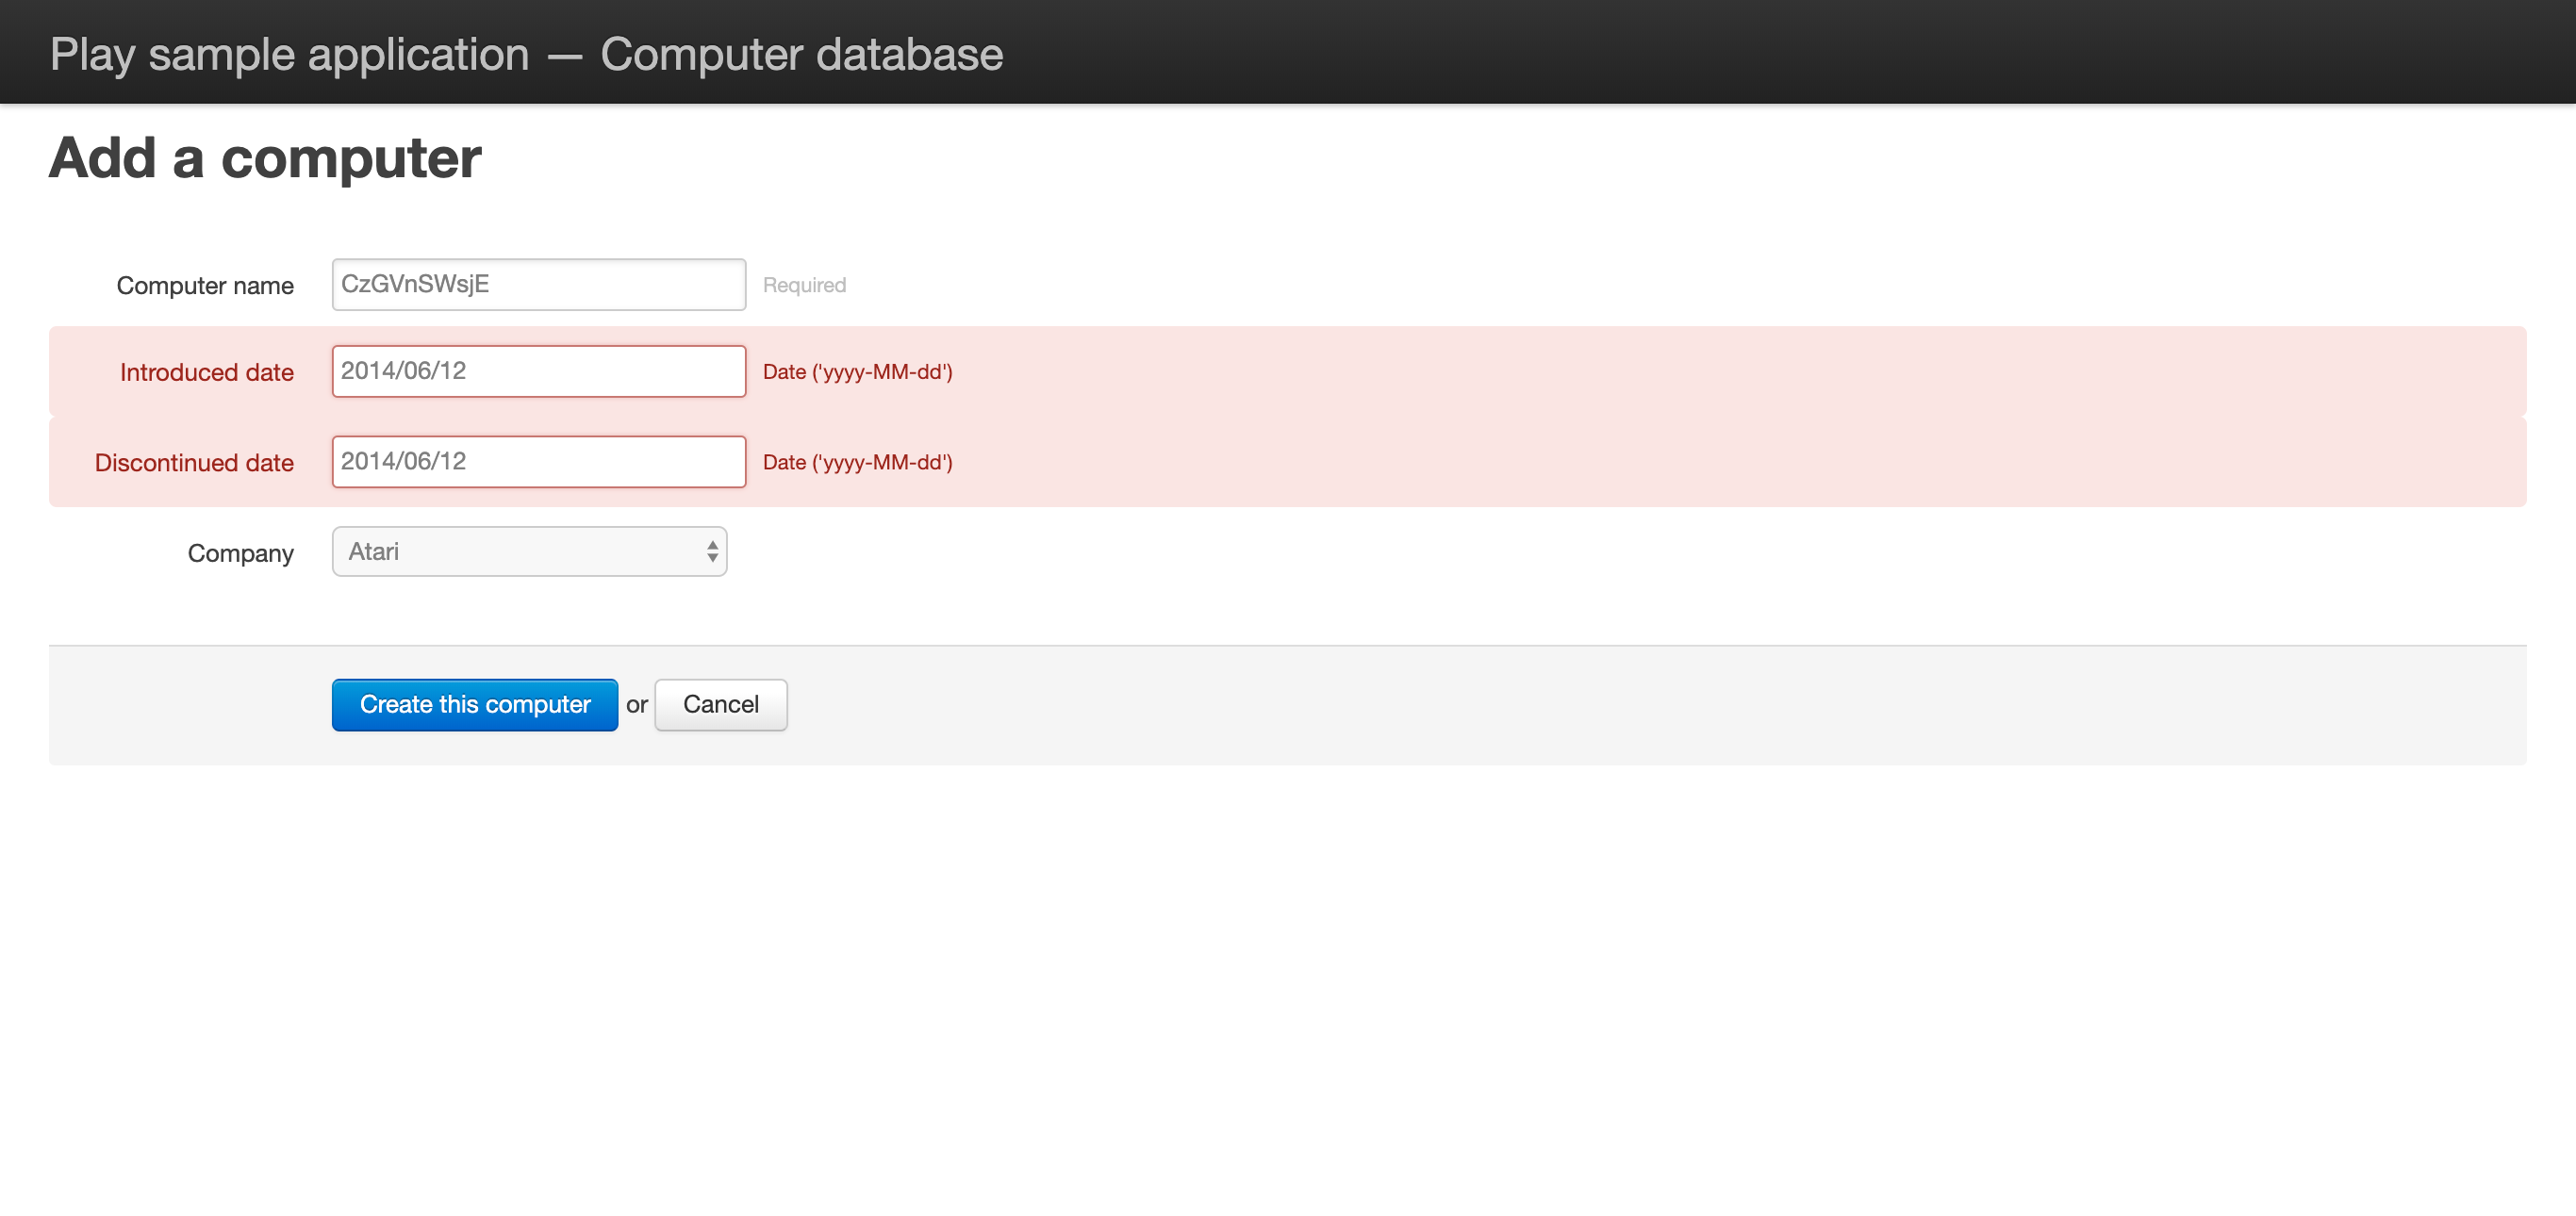 Play sample application — Computer database
Add a computer
Computer name CzGVnSWsjE Required
Introduced date 2014/06/12 Date ('yyyy-MM-dd')
Discontinued date 2014/06/12 Date ('yyyy-MM-dd')
Company Atari
Create this computer or Cancel